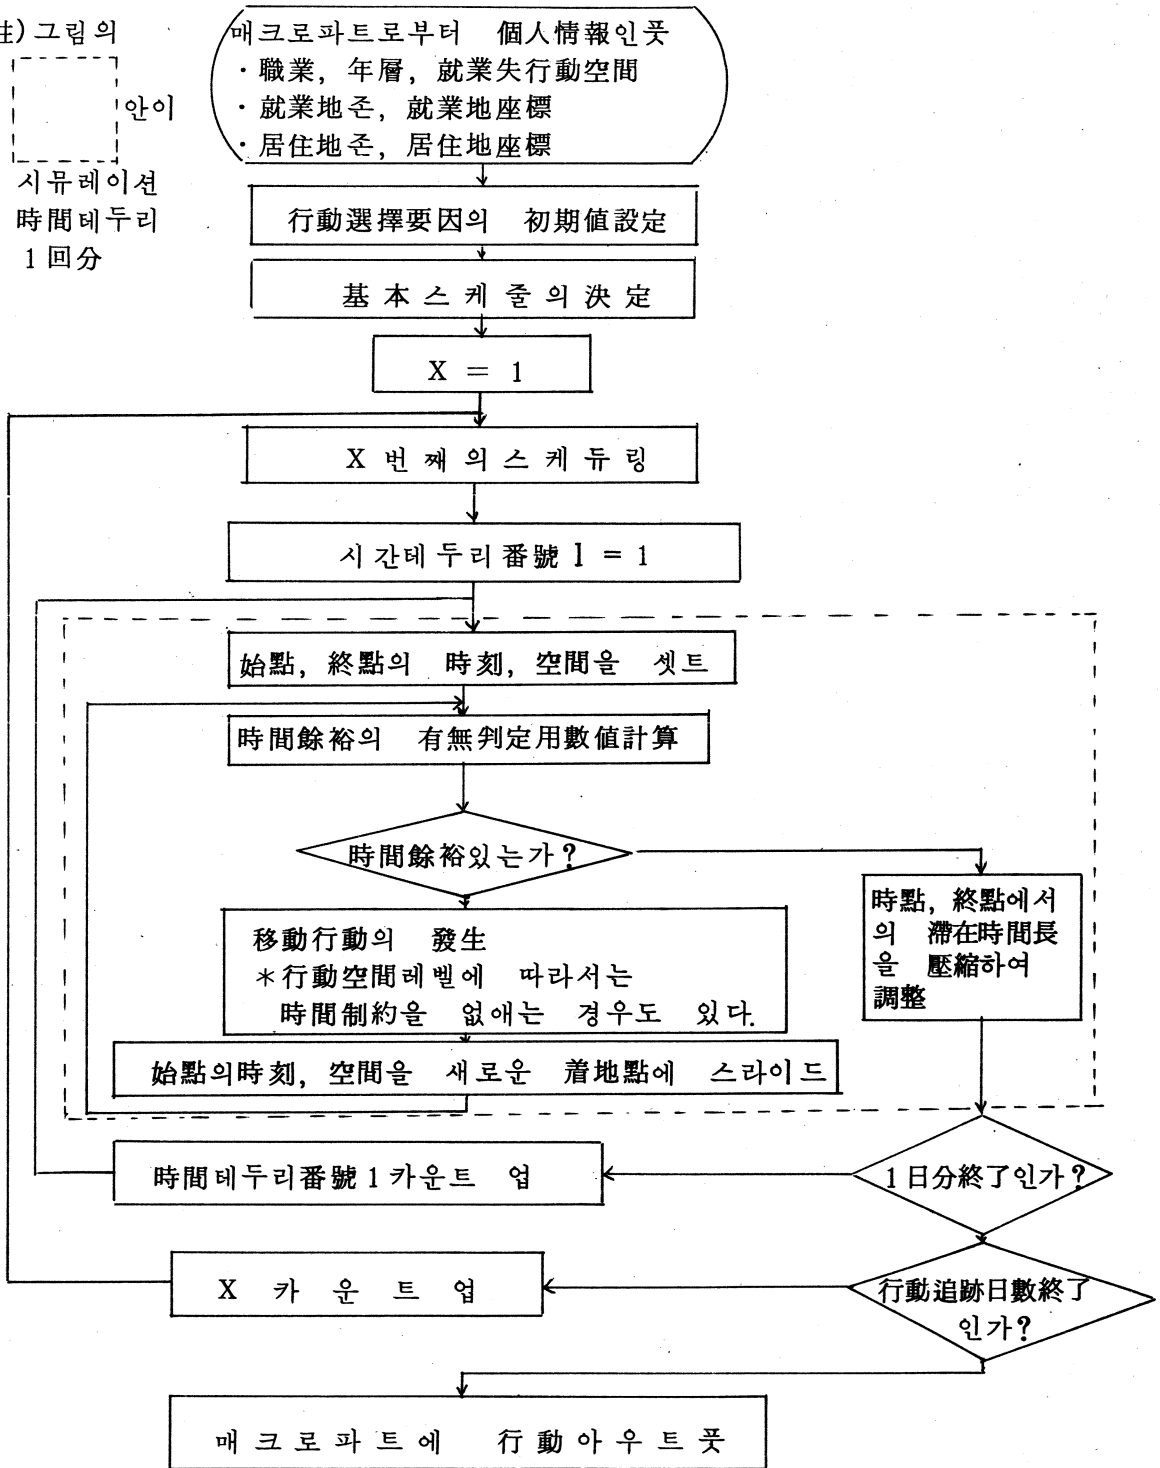 註)그림의
안이
시뮤레이션
時間테두리
1回分
매크로파트로부터 個人情報인풋
·職業, 年層, 就業失行動空間
·就業地존, 就業地座標
·居住地존, 居住地座標
行動選擇要因의 初期値設定
基本스케줄의決定
X = 1
X번째의스케듀링
시간테두리番號 1 = 1
始點, 終點의 時刻, 空間을 셋트
時間餘裕의 有無判定用數値計算
時間餘裕있는가?
移動行動의 發生
*行動空間레벨에 따라서는
時間制約을 없애는 경우도 있다.
時點, 終點에서
의 滯在時間長
을 壓縮하여
調整
始點의時刻, 空間을 새로운 着地點에 스라이드
時間테두리番號1카운트 업
1日分終了인가?
X 카운트업
行動追跡日數終了
인가?
매크로파트에 行動아우트풋